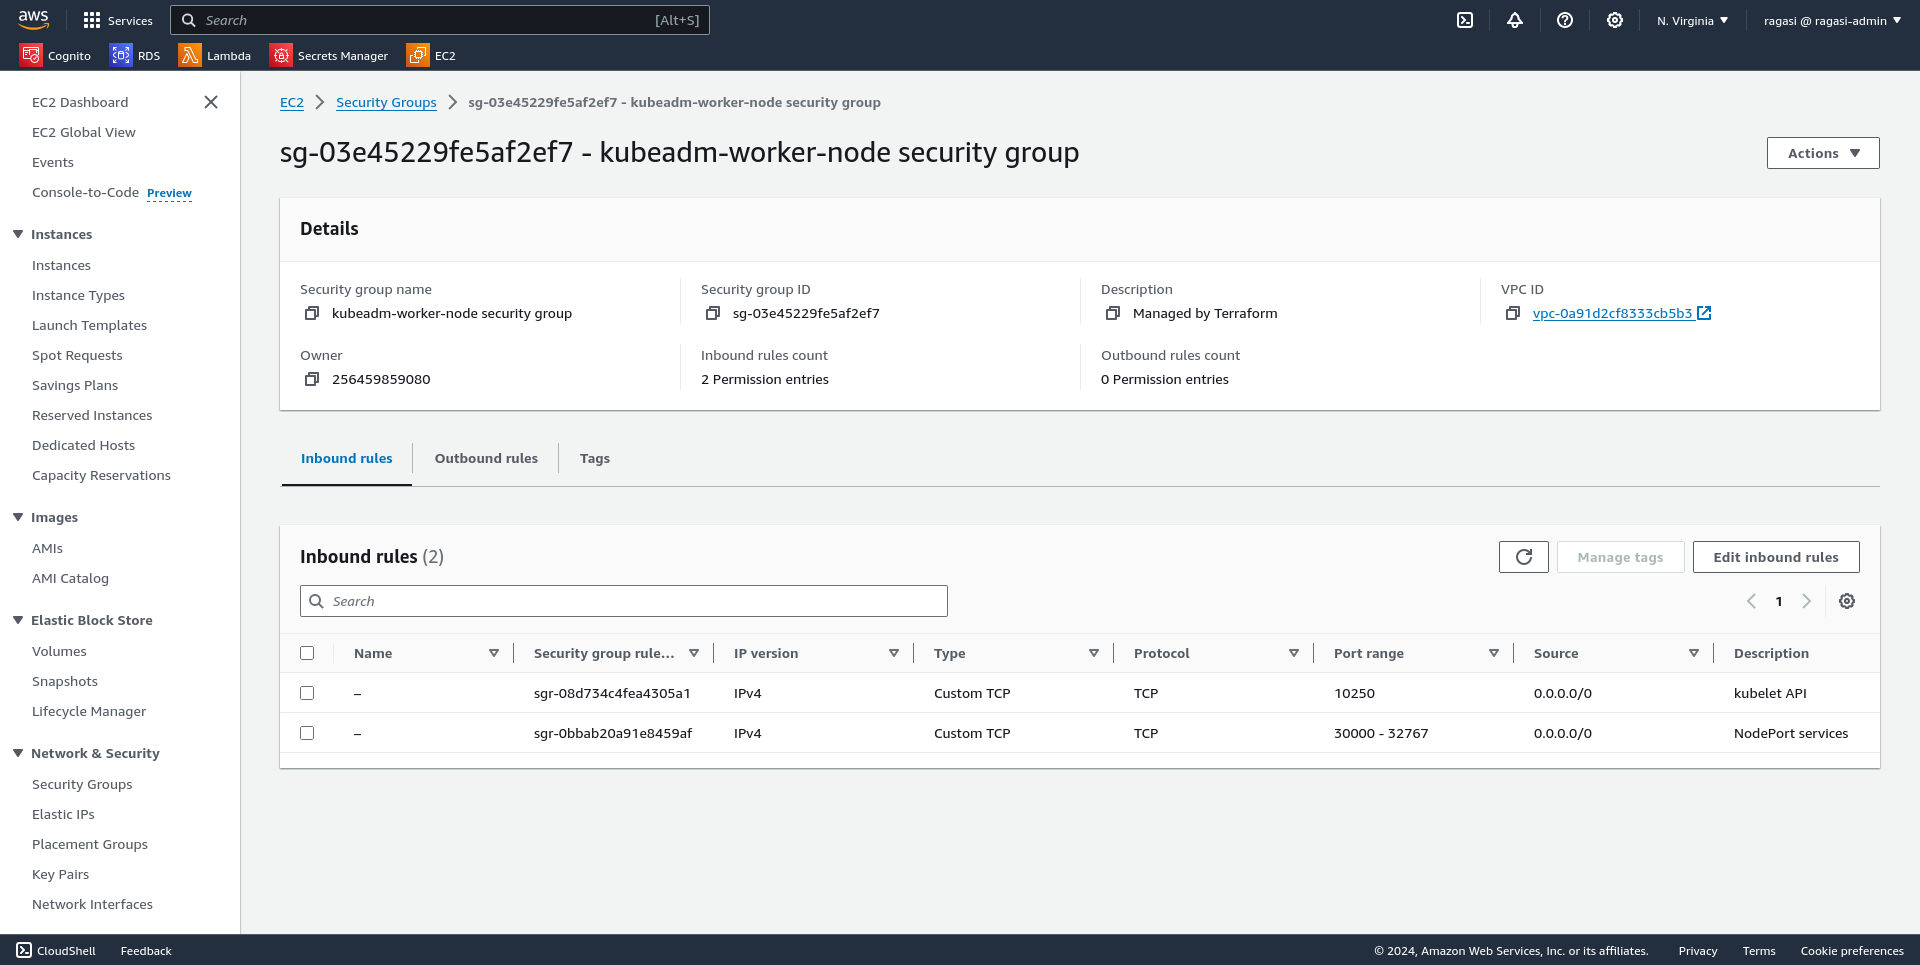 aws
Services
Search [Alt+S]
N. Virginia
ragasi @ ragasi-admin
Cognito
RDS
Lambda
Secrets Manager
EC2
EC2 Dashboard
EC2 Global View
Events
Console-to-Code Preview
Instances
Instances
Instance Types
Launch Templates
Spot Requests
Savings Plans
Reserved Instances
Dedicated Hosts
Capacity Reservations
Images
AMIs
AMI Catalog
Elastic Block Store
Volumes
Snapshots
Lifecycle Manager
Network & Security
Security Groups
Elastic IPs
Placement Groups
Key Pairs
Network Interfaces
EC2 > Security Groups > sg-03e45229fe5af2ef7 - kubeadm-worker-node security group
sg-03e45229fe5af2ef7 - kubeadm-worker-node security group
Actions
Details
Security group name
kubeadm-worker-node security group
Security group ID
sg-03e45229fe5af2ef7
Description
Managed by Terraform
VPC ID
vpc-0a91d2cf8333cb5b3
Owner
256459859080
Inbound rules count
2 Permission entries
Outbound rules count
0 Permission entries
Inbound rules
Outbound rules
Tags
Inbound rules (2)
Manage tags
Edit inbound rules
Search
1
Name Security group rule... IP version Type Protocol Port range Source Description
– sgr-08d734c4fea4305a1 IPv4 Custom TCP TCP 10250 0.0.0.0/0 kubelet API
– sgr-0bbab20a91e8459af IPv4 Custom TCP TCP 30000 - 32767 0.0.0.0/0 NodePort services
CloudShell
Feedback
© 2024, Amazon Web Services, Inc. or its affiliates.
Privacy
Terms
Cookie preferences